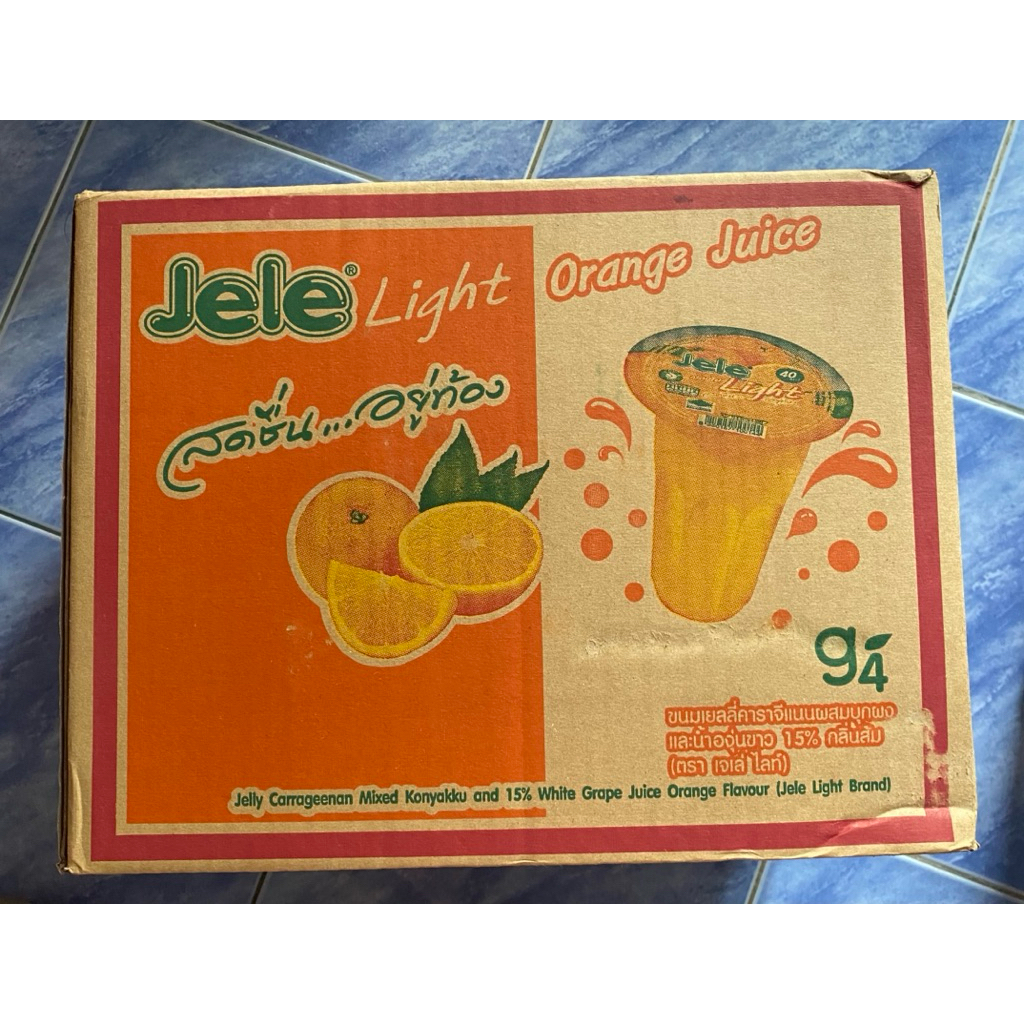 Jele® Light
Orange Juice
สดชื่น...อยู่ท้อง
Jele
40
Light
94
ขนมเยลลี่คาราจีแนนผสมบุกผง
และน้ำองุ่นขาว 15% กลิ่นส้ม
(ตรา เจเล่ ไลท์)
Jelly Carrageenan Mixed Konyakku and 15% White Grape Juice Orange Flavour (Jele Light Brand)